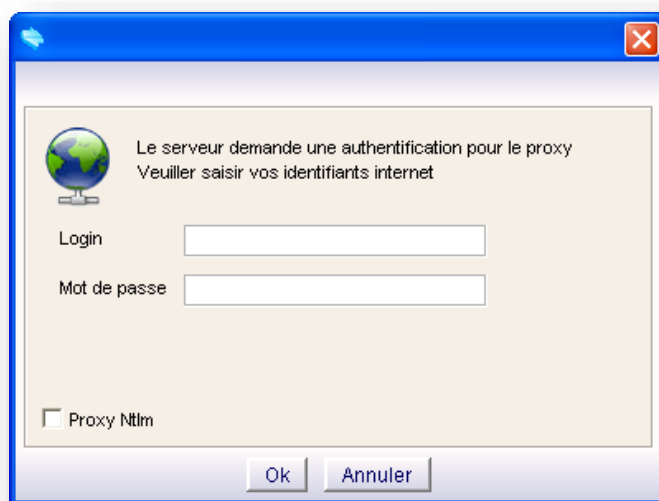 Le serveur demande une authentification pour le proxy
Veuiller saisir vos identifiants internet
Login
Mot de passe
Proxy Ntlm
Ok Annuler